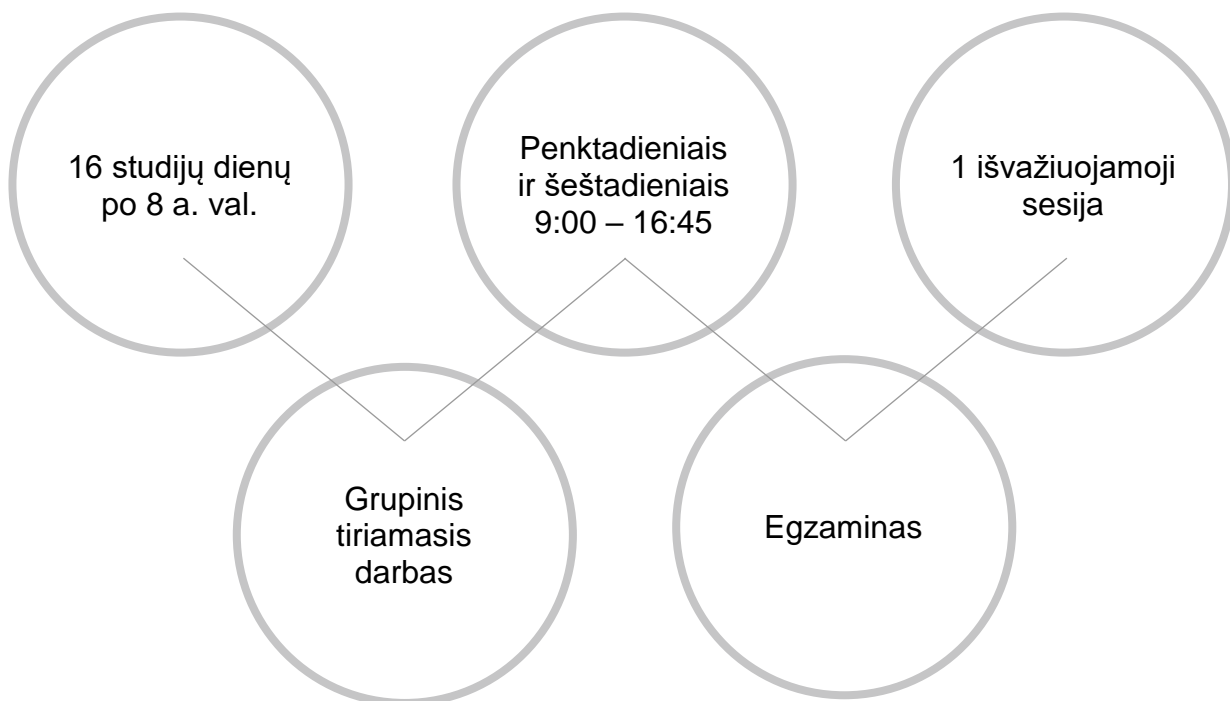 16 studijų dienų
po 8 a. val.
Penktadieniais
ir šeštadieniais
9:00 – 16:45
1 išvažiuojamoji
sesija
Grupinis
tiriamasis
darbas
Egzaminas